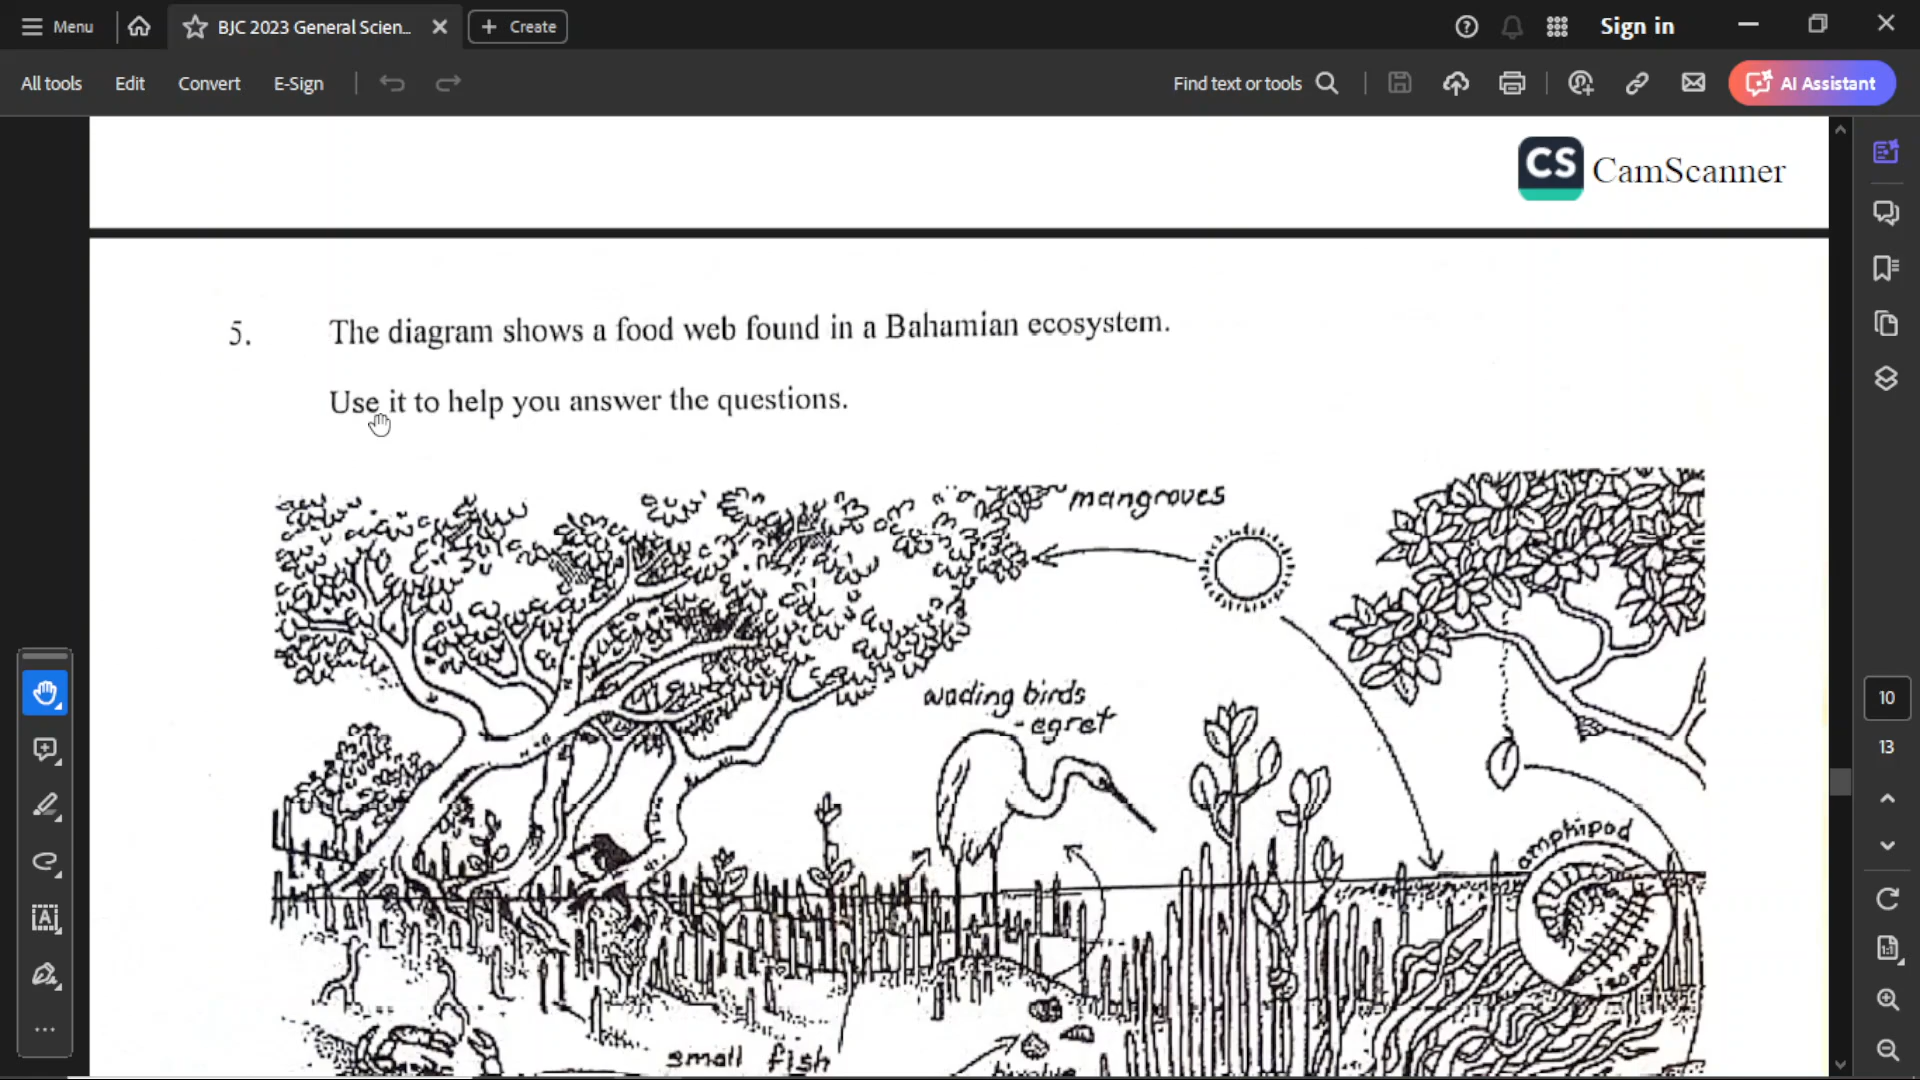 Menu
BJC 2023 General Scien...
Create
Sign in
All tools
Edit
Convert
E-Sign
Find text or tools
AI Assistant
CS CamScanner
5. The diagram shows a food web found in a Bahamian ecosystem.
Use it to help you answer the questions.
mangroves
wading birds
- egret
amphipod
10
13
small fish